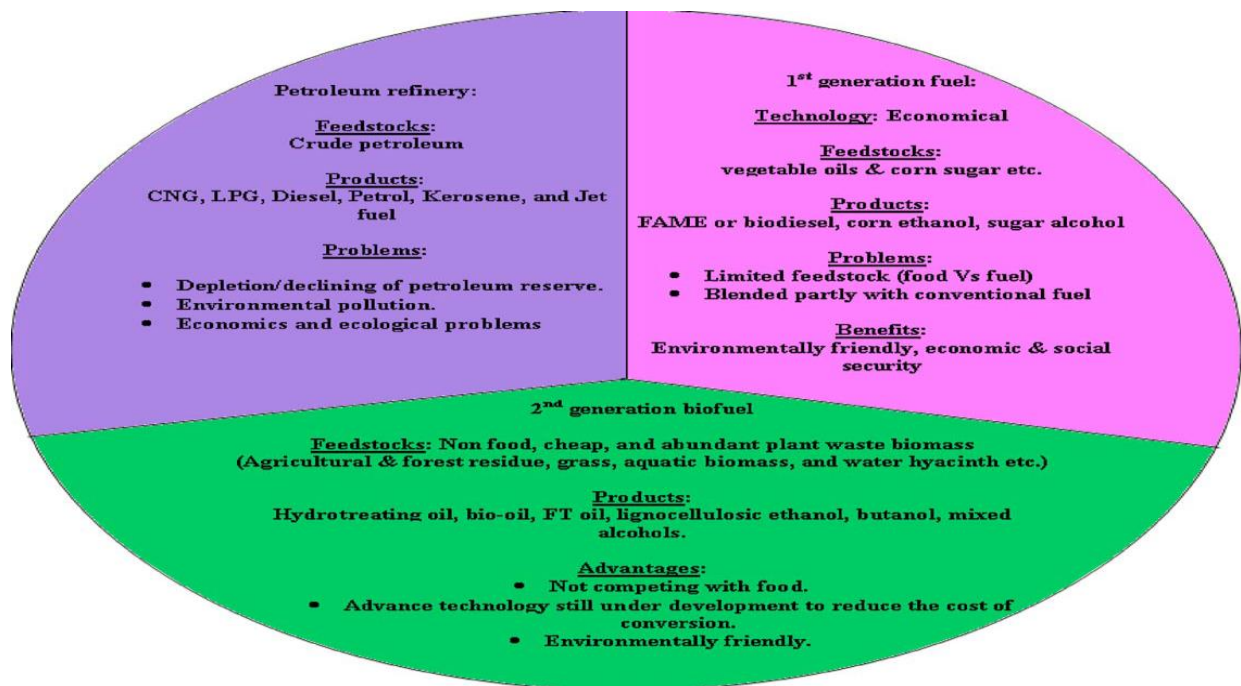 Petroleum refinery:
Feedstocks:
Crude petroleum
Products:
CNG, LPG, Diesel, Petrol, Kerosene, and Jet
fuel
Problems:
• Depletion/declining of petroleum reserve.
• Environmental pollution.
• Economics and ecological problems
1st generation fuel:
Technology: Economical
Feedstocks:
vegetable oils & corn sugar etc.
Products:
FAME or biodiesel, corn ethanol, sugar alcohol
Problems:
• Limited feedstock (food Vs fuel)
• Blended partly with conventional fuel
Benefits:
Environmentally friendly, economic & social
security
2nd generation biofuel
Feedstocks: Non food, cheap, and abundant plant waste biomass
(Agricultural & forest residue, grass, aquatic biomass, and water hyacinth etc.)
Products:
Hydrotreating oil, bio-oil, FT oil, lignocellulosic ethanol, butanol, mixed
alcohols.
Advantages:
• Not competing with food.
• Advance technology still under development to reduce the cost of
conversion.
• Environmentally friendly.